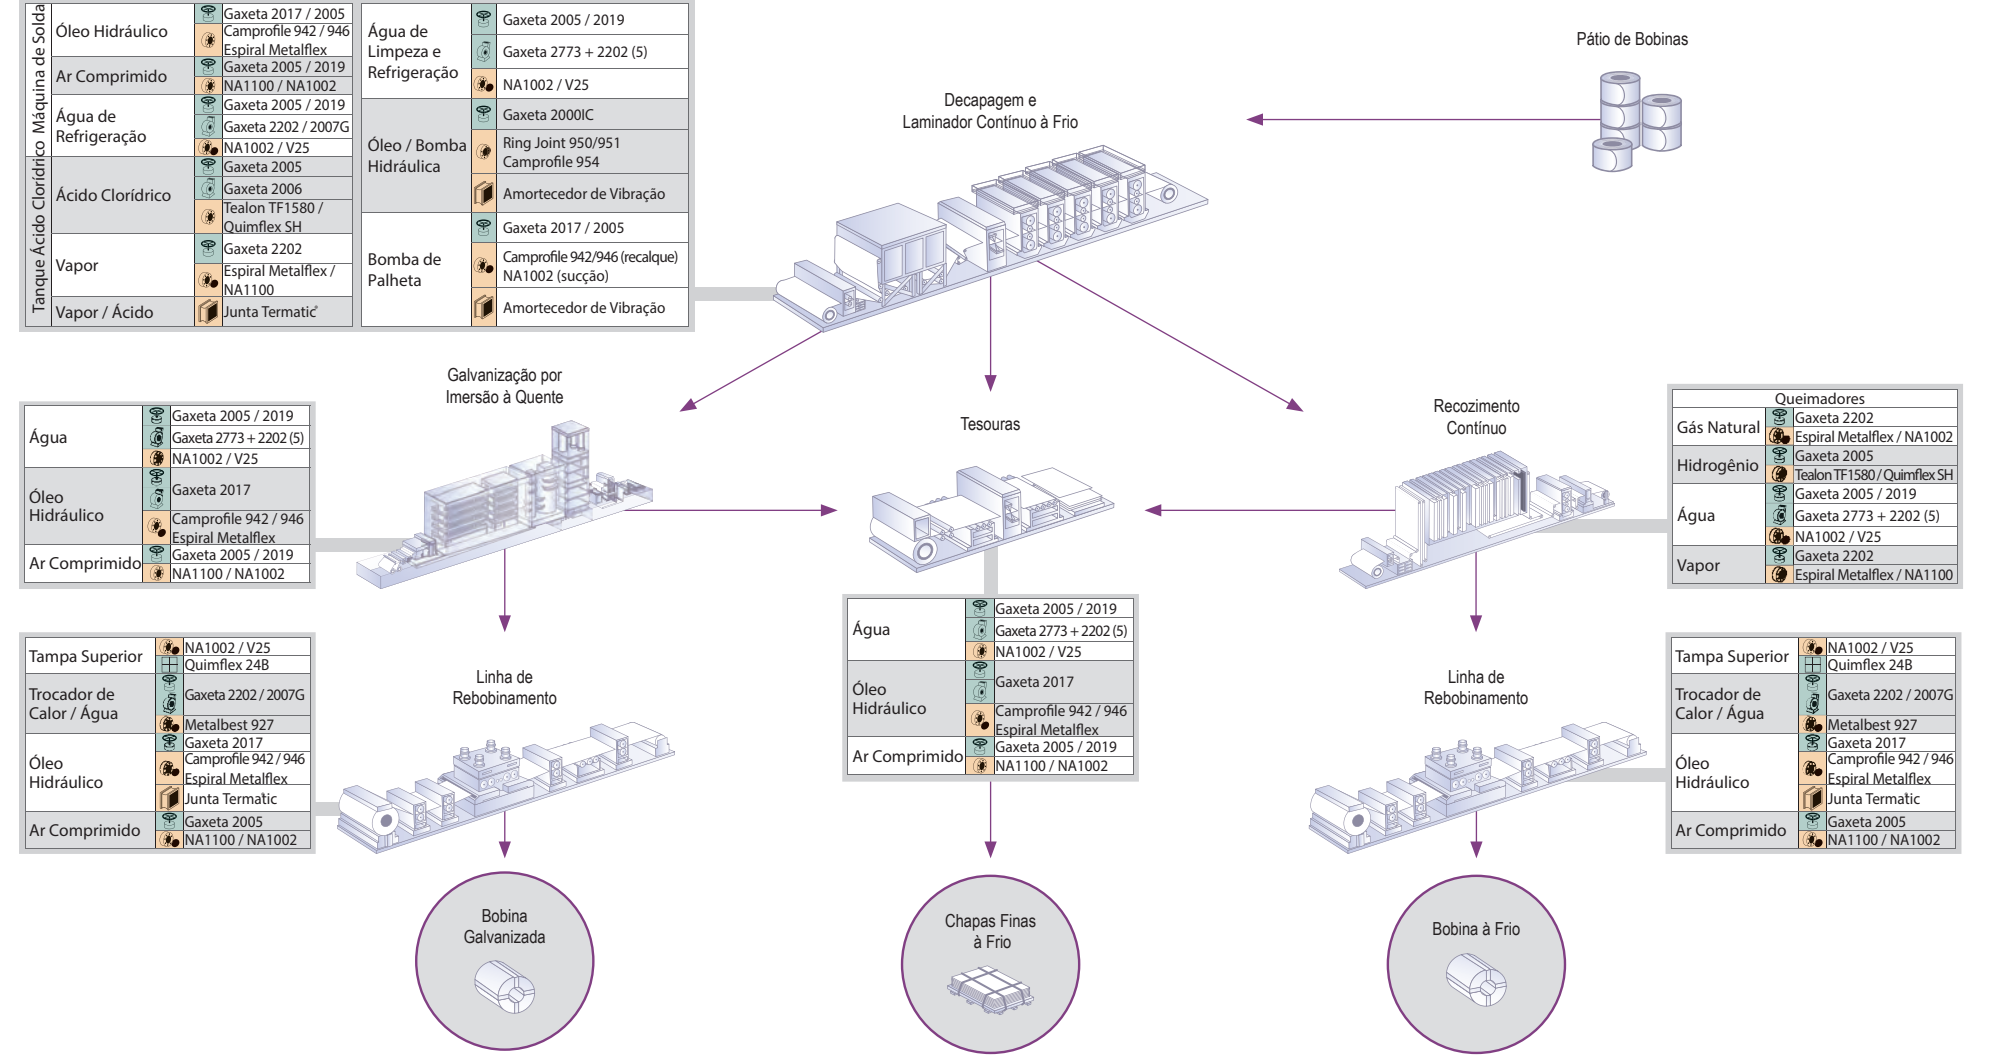 Máquina de Solda
Óleo Hidráulico
Gaxeta 2017 / 2005
Camprofile 942 / 946
Espiral Metalflex
Ar Comprimido
Gaxeta 2005 / 2019
NA1100 / NA1002
Água de
Refrigeração
Gaxeta 2005 / 2019
Gaxeta 2202 / 2007G
NA1002 / V25
Tanque Ácido Clorídrico
Ácido Clorídrico
Gaxeta 2005
Gaxeta 2006
Tealon TF1580 /
Quimflex SH
Vapor
Gaxeta 2202
Espiral Metalflex /
NA1100
Vapor / Ácido
Junta Termatic®
Água de
Limpeza e
Refrigeração
Gaxeta 2005 / 2019
Gaxeta 2773 + 2202 (5)
NA1002 / V25
Óleo / Bomba
Hidráulica
Gaxeta 2000IC
Ring Joint 950/951
Camprofile 954
Amortecedor de Vibração
Bomba de
Palheta
Gaxeta 2017 / 2005
Camprofile 942/946 (recalque)
NA1002 (sucção)
Amortecedor de Vibração
Decapagem e
Laminador Contínuo à Frio
Pátio de Bobinas
Galvanização por
Imersão à Quente
Água
Gaxeta 2005 / 2019
Gaxeta 2773 + 2202 (5)
NA1002 / V25
Óleo
Hidráulico
Gaxeta 2017
Camprofile 942 / 946
Espiral Metalflex
Ar Comprimido
Gaxeta 2005 / 2019
NA1100 / NA1002
Tesouras
Água
Gaxeta 2005 / 2019
Gaxeta 2773 + 2202 (5)
NA1002 / V25
Óleo
Hidráulico
Gaxeta 2017
Camprofile 942 / 946
Espiral Metalflex
Ar Comprimido
Gaxeta 2005 / 2019
NA1100 / NA1002
Recozimento
Contínuo
Queimadores
Gás Natural
Gaxeta 2202
Espiral Metalflex / NA1002
Hidrogênio
Gaxeta 2005
Tealon TF1580 / Quimflex SH
Água
Gaxeta 2005 / 2019
Gaxeta 2773 + 2202 (5)
NA1002 / V25
Vapor
Gaxeta 2202
Espiral Metalflex / NA1100
Tampa Superior
NA1002 / V25
Quimflex 24B
Trocador de
Calor / Água
Gaxeta 2202 / 2007G
Metalbest 927
Óleo
Hidráulico
Gaxeta 2017
Camprofile 942 / 946
Espiral Metalflex
Junta Termatic
Ar Comprimido
Gaxeta 2005
NA1100 / NA1002
Linha de
Rebobinamento
Linha de
Rebobinamento
Tampa Superior
NA1002 / V25
Quimflex 24B
Trocador de
Calor / Água
Gaxeta 2202 / 2007G
Metalbest 927
Óleo
Hidráulico
Gaxeta 2017
Camprofile 942 / 946
Espiral Metalflex
Junta Termatic
Ar Comprimido
Gaxeta 2005
NA1100 / NA1002
Bobina
Galvanizada
Chapas Finas
à Frio
Bobina à Frio